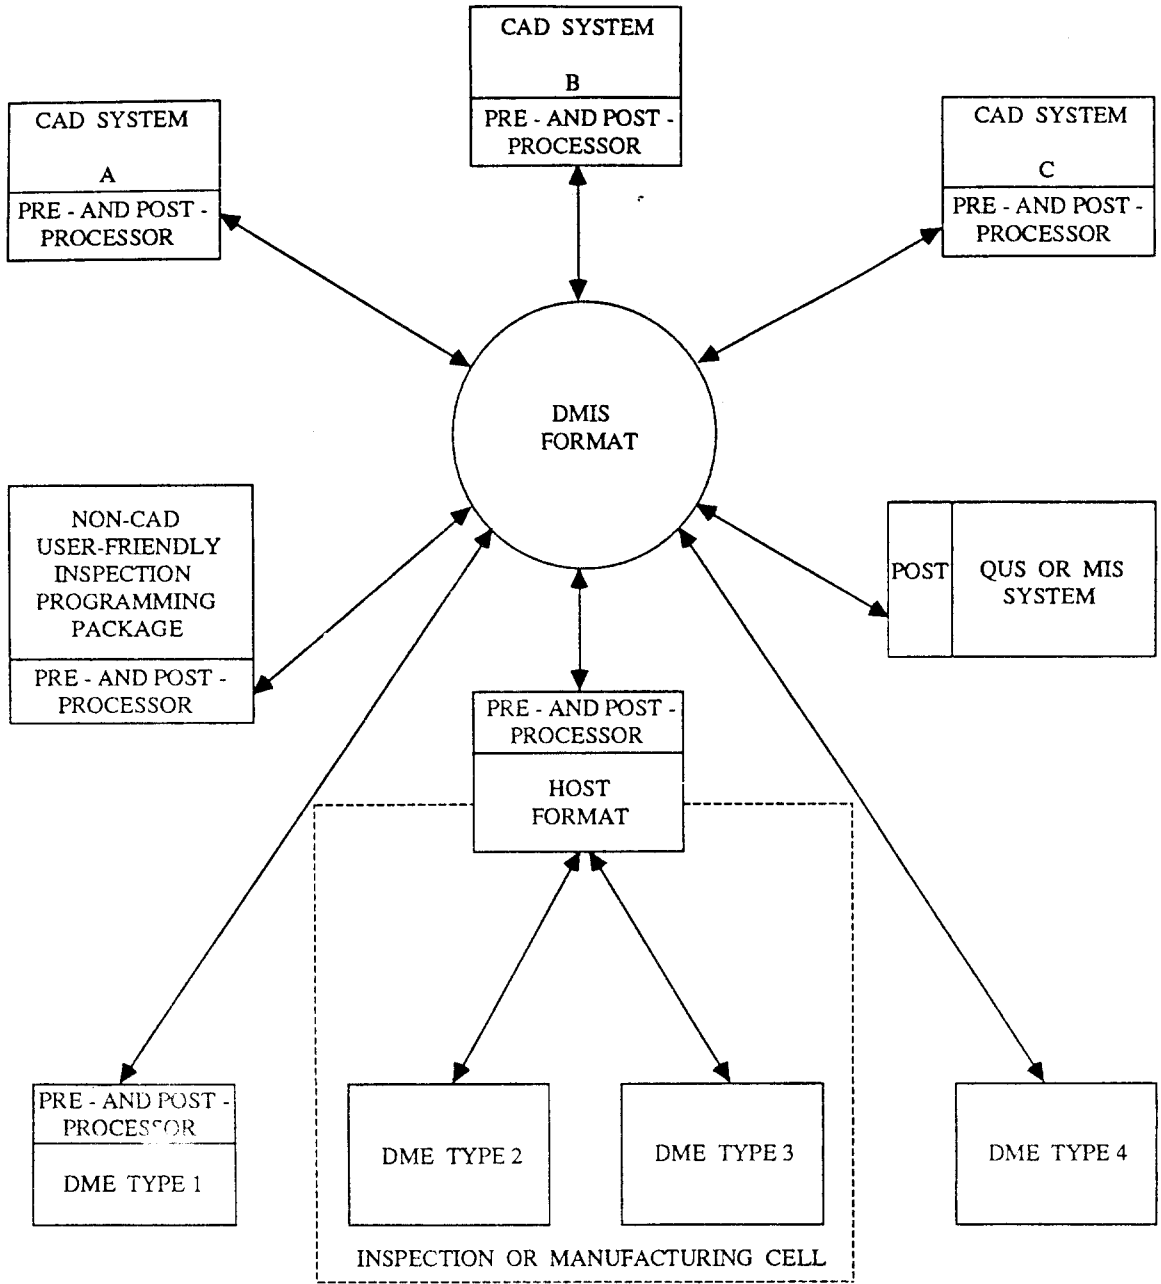 CAD SYSTEM
B
PRE - AND POST -
PROCESSOR
CAD SYSTEM
A
PRE - AND POST -
PROCESSOR
CAD SYSTEM
C
PRE - AND POST -
PROCESSOR
DMIS
FORMAT
NON-CAD
USER-FRIENDLY
INSPECTION
PROGRAMMING
PACKAGE
PRE - AND POST -
PROCESSOR
POST
QUS OR MIS
SYSTEM
PRE - AND POST -
PROCESSOR
HOST
FORMAT
PRE - AND POST -
PROCESSOR
DME TYPE 1
DME TYPE 2
DME TYPE 3
DME TYPE 4
INSPECTION OR MANUFACTURING CELL